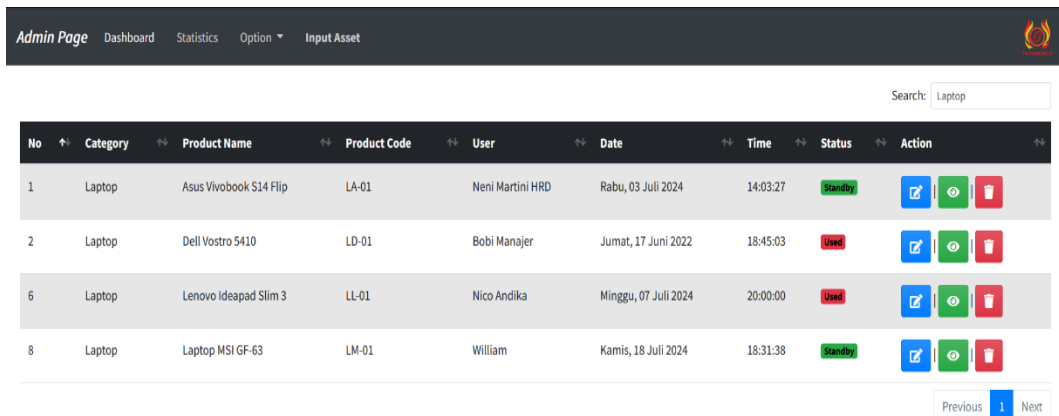 Admin Page Dashboard Statistics Option Input Asset
Search: Laptop
No Category Product Name Product Code User Date Time Status Action
1 Laptop Asus Vivobook S14 Flip LA-01 Neni Martini HRD Rabu, 03 Juli 2024 14:03:27 Standby | |
2 Laptop Dell Vostro 5410 LD-01 Bobi Manajer Jumat, 17 Juni 2022 18:45:03 Used | |
6 Laptop Lenovo Ideapad Slim 3 LL-01 Nico Andika Minggu, 07 Juli 2024 20:00:00 Used | |
8 Laptop Laptop MSI GF-63 LM-01 William Kamis, 18 Juli 2024 18:31:38 Standby | |
Previous 1 Next